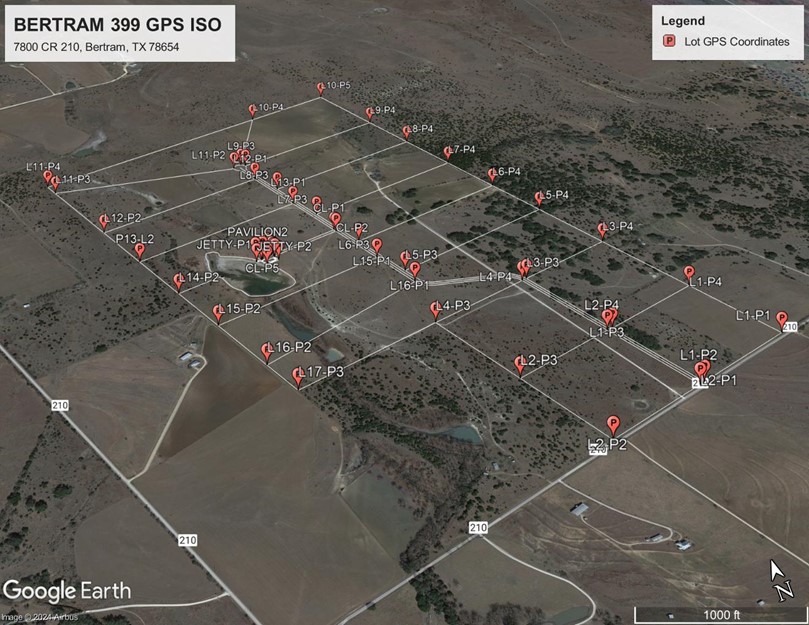 BERTRAM 399 GPS ISO
7800 CR 210, Bertram, TX 78654
Legend
Lot GPS Coordinates
L10-P5
L10-P4
L9-P4
L8-P4
L9-P3
L11-P2
L12-P1
L7-P4
L11-P4
L11-P3
L8-P3
L13-P1
L6-P4
L7-P3
L5-P4
CL-P1
L12-P2
CL-P2
L3-P4
PAVILION2
P13-L2
JETTY-P1
JETTY-P2
L6-P3
L15-P1
L5-P3
CL-P5
L3-P3
L4-P4
L14-P2
L16-P1
L1-P4
L15-P2
L4-P3
L2-P4
L1-P1
210
L1-P3
L16-P2
L2-P3
L1-P2
L17-P3
L2-P1
210
L2-P2
210
210
Google Earth
Image © 2024 Airbus
N
1000 ft